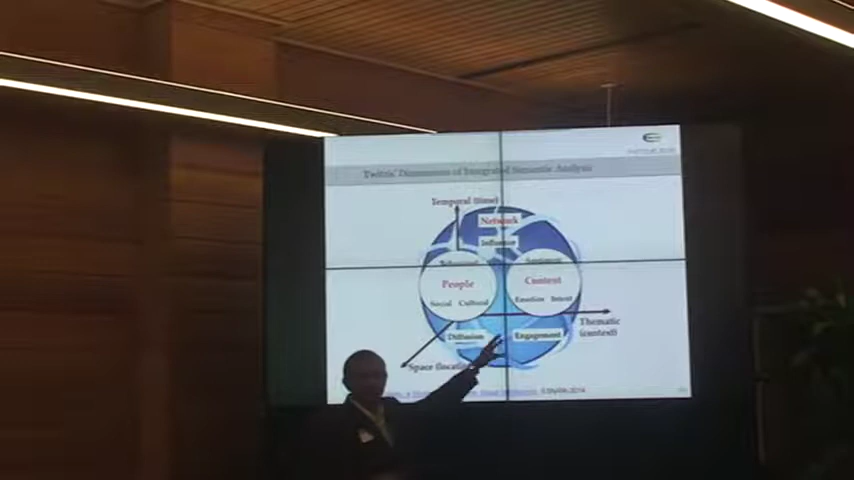 Twitris' Dimensions of Integrated Semantic Analysis
Temporal (time)
Network
Influence
People
Content
Social Cultural
Emotion Intent
Thematic
(context)
Diffusion
Engagement
Space (location)